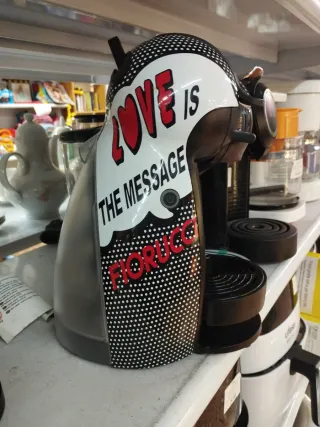 LOVE IS
THE MESSAGE
FIORUCCI